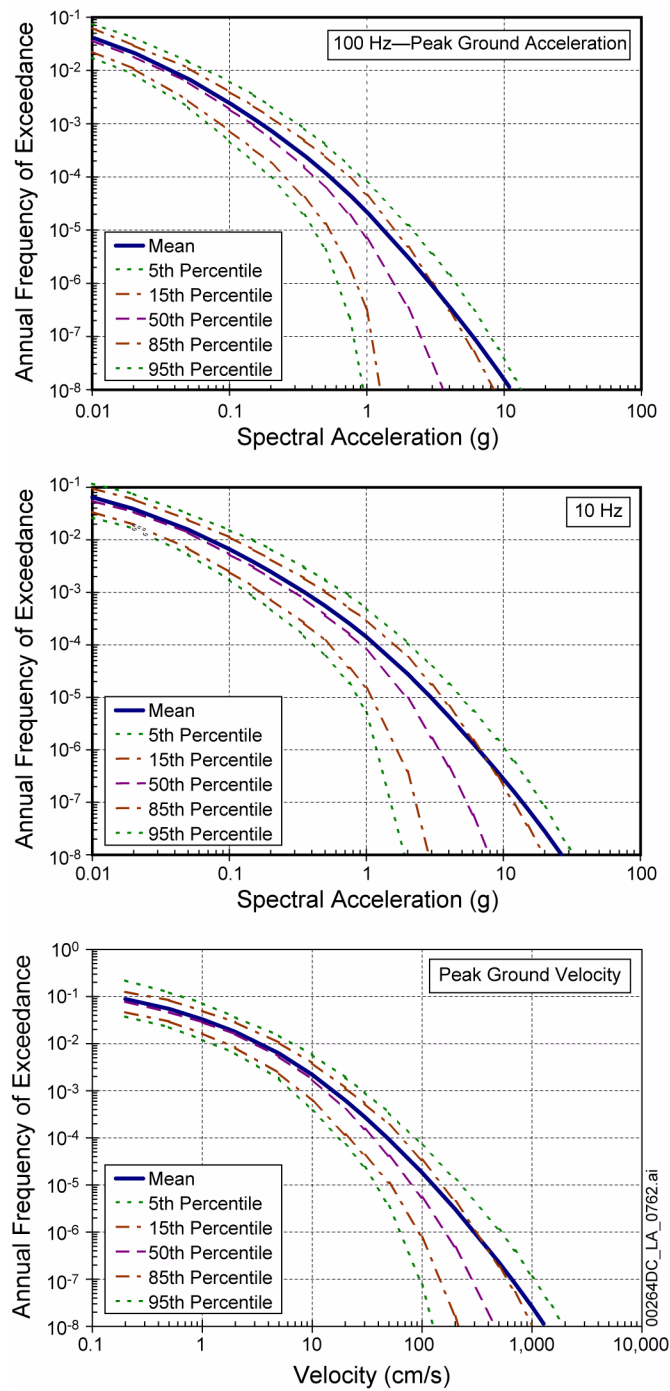 100 Hz—Peak Ground Acceleration
Annual Frequency of Exceedance
10-1
10-2
10-3
10-4
10-5
10-6
10-7
10-8
Mean
5th Percentile
15th Percentile
50th Percentile
85th Percentile
95th Percentile
0.01 0.1 1 10 100
Spectral Acceleration (g)
10 Hz
Annual Frequency of Exceedance
10-1
10-2
10-3
10-4
10-5
10-6
10-7
10-8
Mean
5th Percentile
15th Percentile
50th Percentile
85th Percentile
95th Percentile
0.01 0.1 1 10 100
Spectral Acceleration (g)
Peak Ground Velocity
Annual Frequency of Exceedance
100
10-1
10-2
10-3
10-4
10-5
10-6
10-7
10-8
Mean
5th Percentile
15th Percentile
50th Percentile
85th Percentile
95th Percentile
0.1 1 10 100 1,000 10,000
Velocity (cm/s)
00264DC_LA_0762.ai